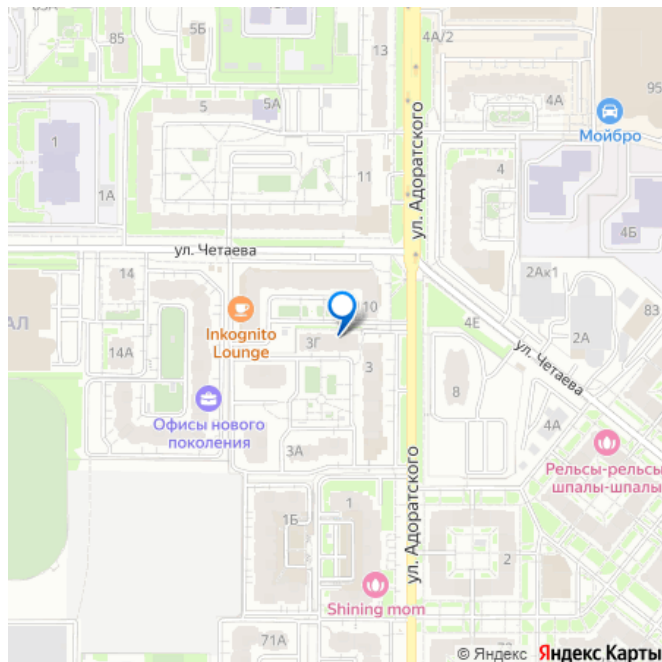 83А
85
5Б
13
4А/2
95
5
5А
4А
Мойбро
1
ул. Адоратского
11
4
1А
4Б
ул. Четаева
14
2Ак1
10
83
АЛ
Inkognito
Lounge
3Г
4Е
2А
ул. Четаева
14А
3
8
Офисы нового
поколения
4А
3А
Рельсы-рельсы
шпалы-шпалы
ул. Адоратского
1
1Б
2
Shining mom
71А
© Яндекс Яндекс Карты